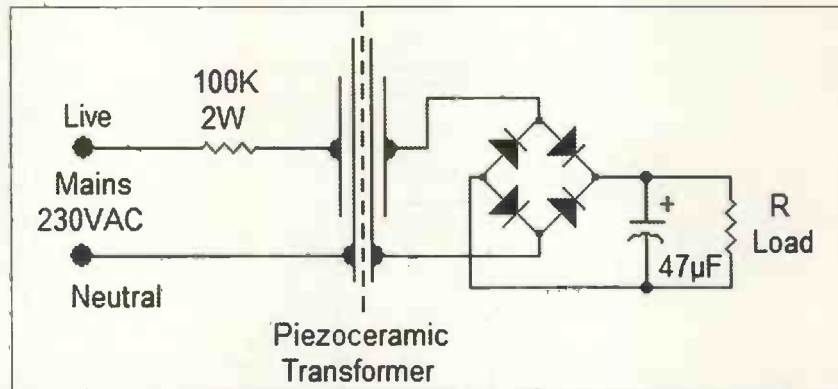 100K
2W
Live
Mains
230VAC
Neutral
+
47µF
R
Load
Piezoceramic
Transformer